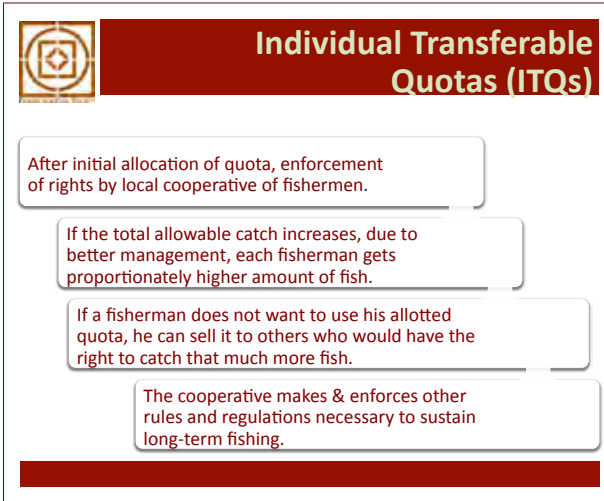 Individual Transferable
Quotas (ITQs)
After initial allocation of quota, enforcement
of rights by local cooperative of fishermen.
If the total allowable catch increases, due to
better management, each fisherman gets
proportionately higher amount of fish.
If a fisherman does not want to use his allotted
quota, he can sell it to others who would have the
right to catch that much more fish.
The cooperative makes & enforces other
rules and regulations necessary to sustain
long-term fishing.